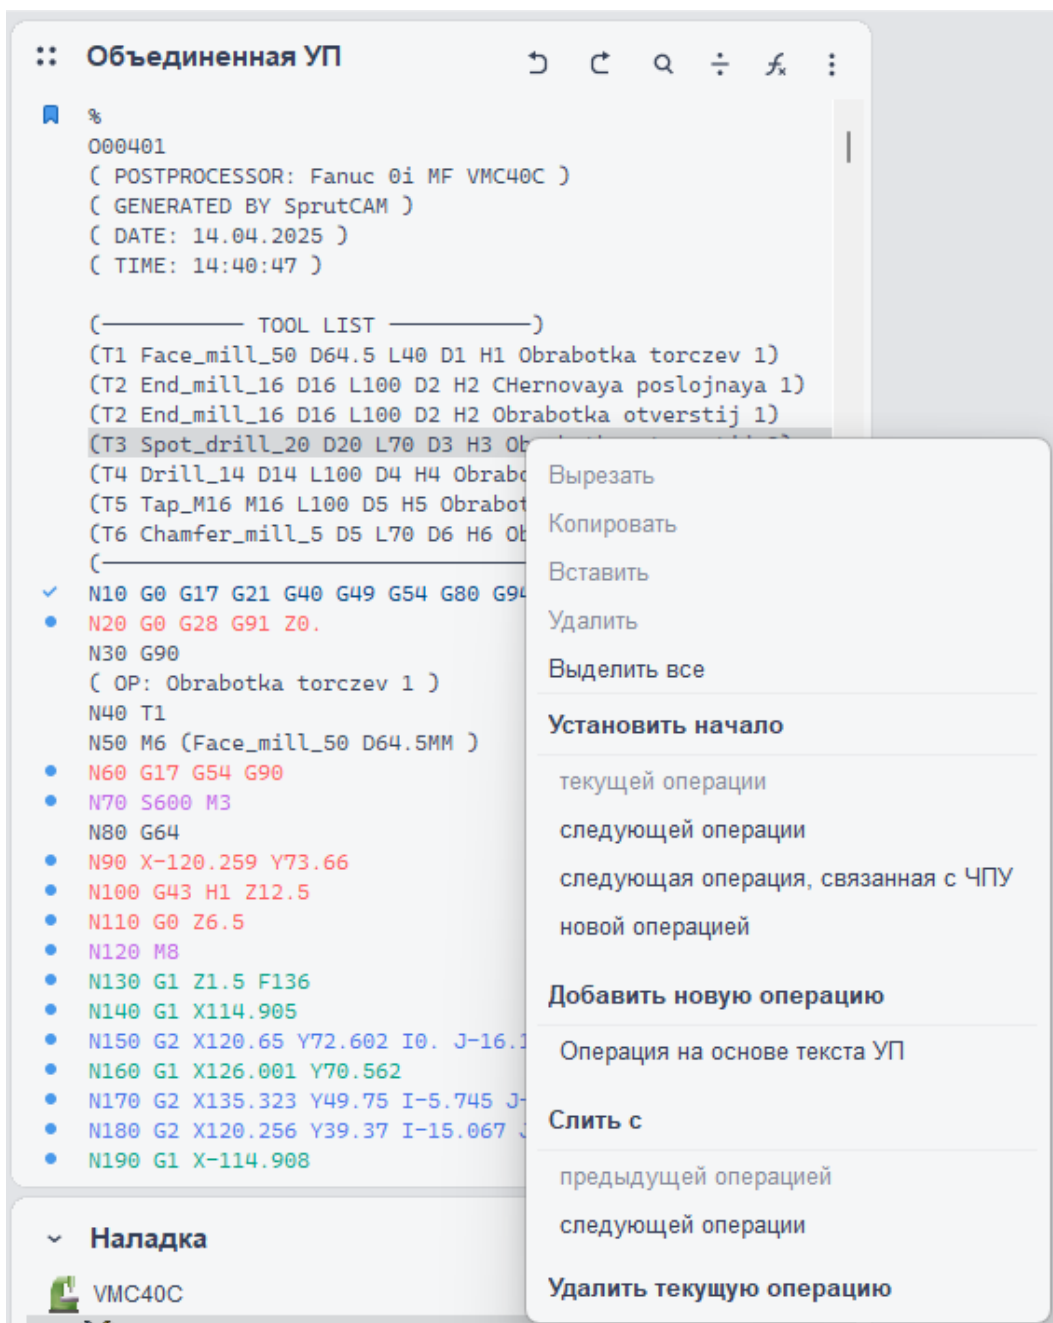 Объединенная УП
%
O00401
( POSTPROCESSOR: Fanuc 0i MF VMC40C )
( GENERATED BY SprutCAM )
( DATE: 14.04.2025 )
( TIME: 14:40:47 )
(────────── TOOL LIST ──────────)
(T1 Face_mill_50 D64.5 L40 D1 H1 Obrabotka torczev 1)
(T2 End_mill_16 D16 L100 D2 H2 CHernovaya poslojnaya 1)
(T2 End_mill_16 D16 L100 D2 H2 Obrabotka otverstij 1)
(T3 Spot_drill_20 D20 L70 D3 H3
(T4 Drill_14 D14 L100 D4 H4 Obrabo
(T5 Tap_M16 M16 L100 D5 H5 Obrabot
(T6 Chamfer_mill_5 D5 L70 D6 H6 Ob
(──────────
N10 G0 G17 G21 G40 G49 G54 G80 G94
N20 G0 G28 G91 Z0.
N30 G90
( OP: Obrabotka torczev 1 )
N40 T1
N50 M6 (Face_mill_50 D64.5MM )
N60 G17 G54 G90
N70 S600 M3
N80 G64
N90 X-120.259 Y73.66
N100 G43 H1 Z12.5
N110 G0 Z6.5
N120 M8
N130 G1 Z1.5 F136
N140 G1 X114.905
N150 G2 X120.65 Y72.602 I0. J-16.1
N160 G1 X126.001 Y70.562
N170 G2 X135.323 Y49.75 I-5.745 J-
N180 G2 X120.256 Y39.37 I-15.067 J
N190 G1 X-114.908
Наладка
VMC40C
Вырезать
Копировать
Вставить
Удалить
Выделить все
Установить начало
текущей операции
следующей операции
следующая операция, связанная с ЧПУ
новой операцией
Добавить новую операцию
Операция на основе текста УП
Слить с
предыдущей операцией
следующей операции
Удалить текущую операцию